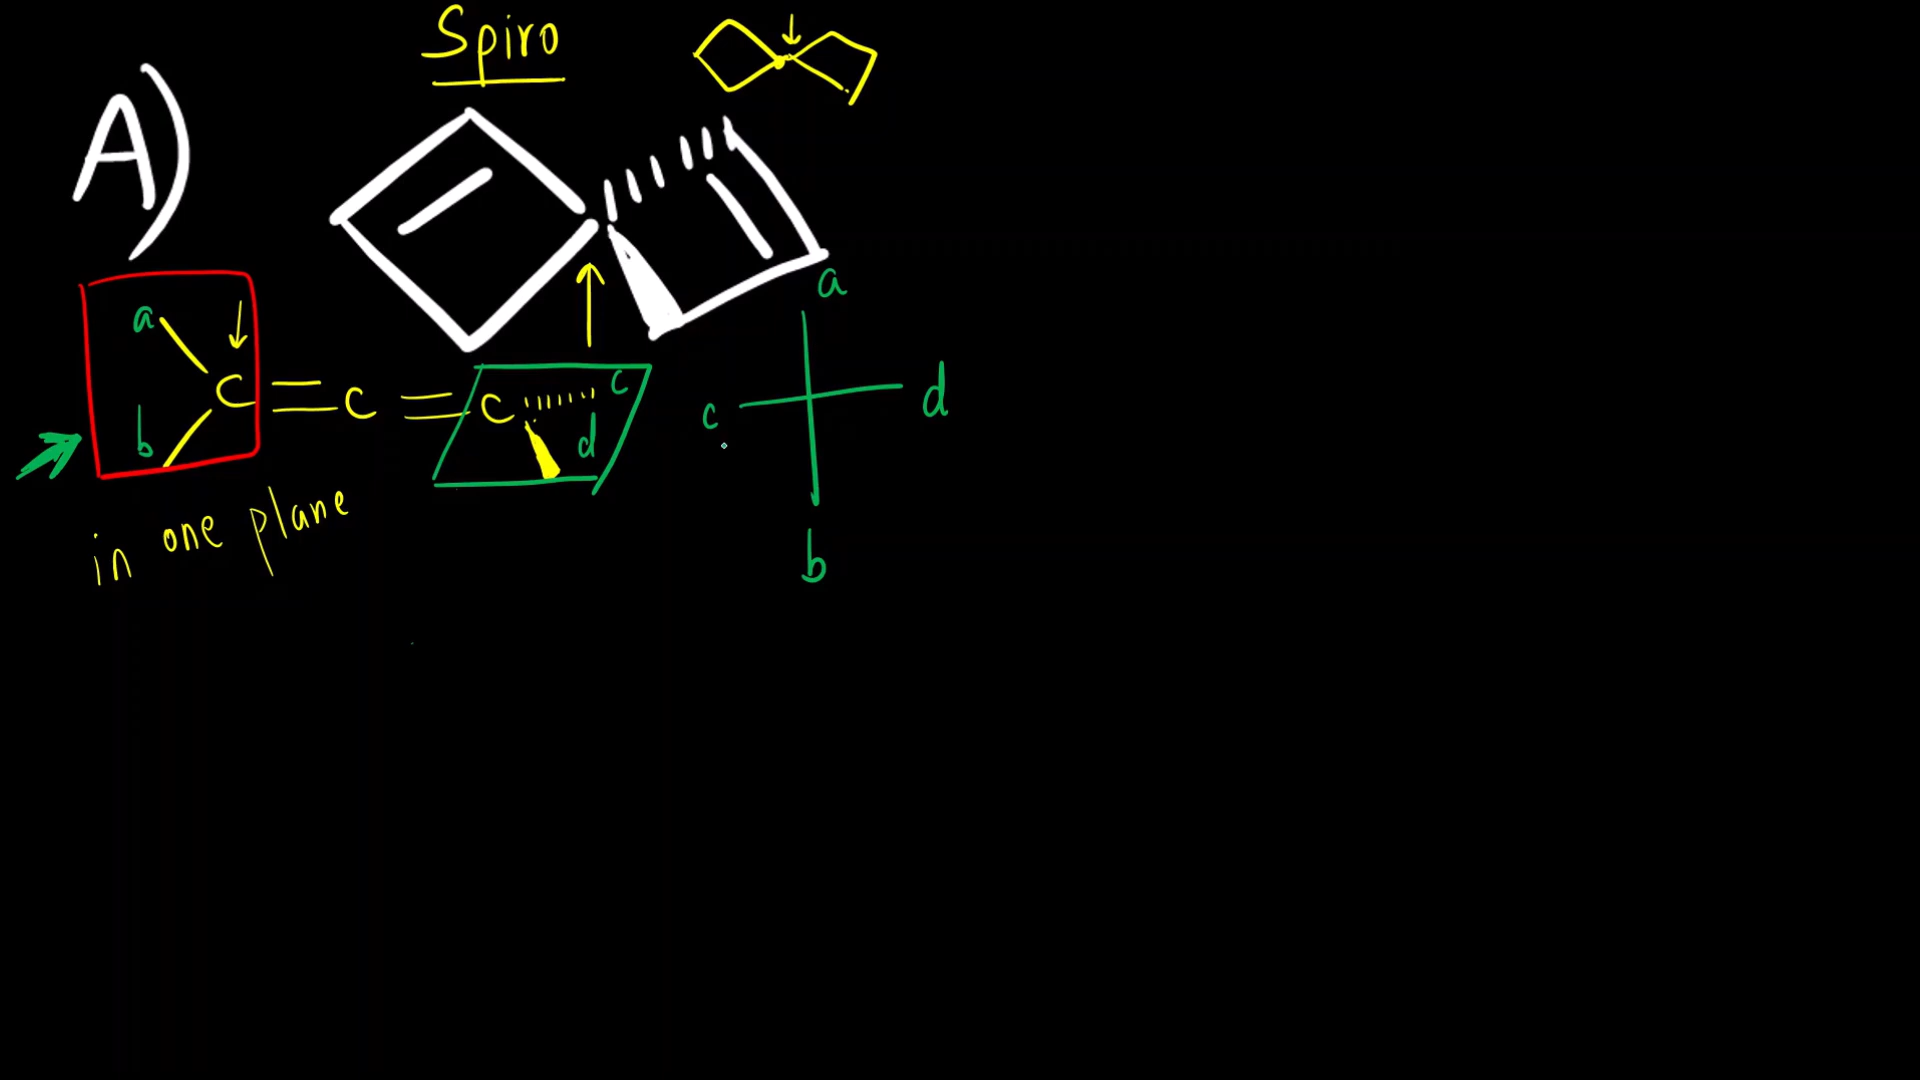 Spiro
A)
a
a
C = C = C c
b d
c d
in one plane
b